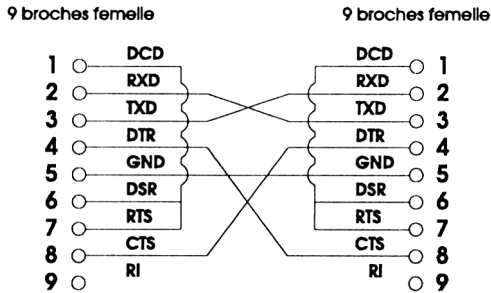 9 broches femelle 9 broches femelle
1 DCD DCD 1
2 RXD RXD 2
3 TXD TXD 3
4 DTR DTR 4
5 GND GND 5
6 DSR DSR 6
7 RTS RTS 7
8 CTS CTS 8
9 RI RI 9